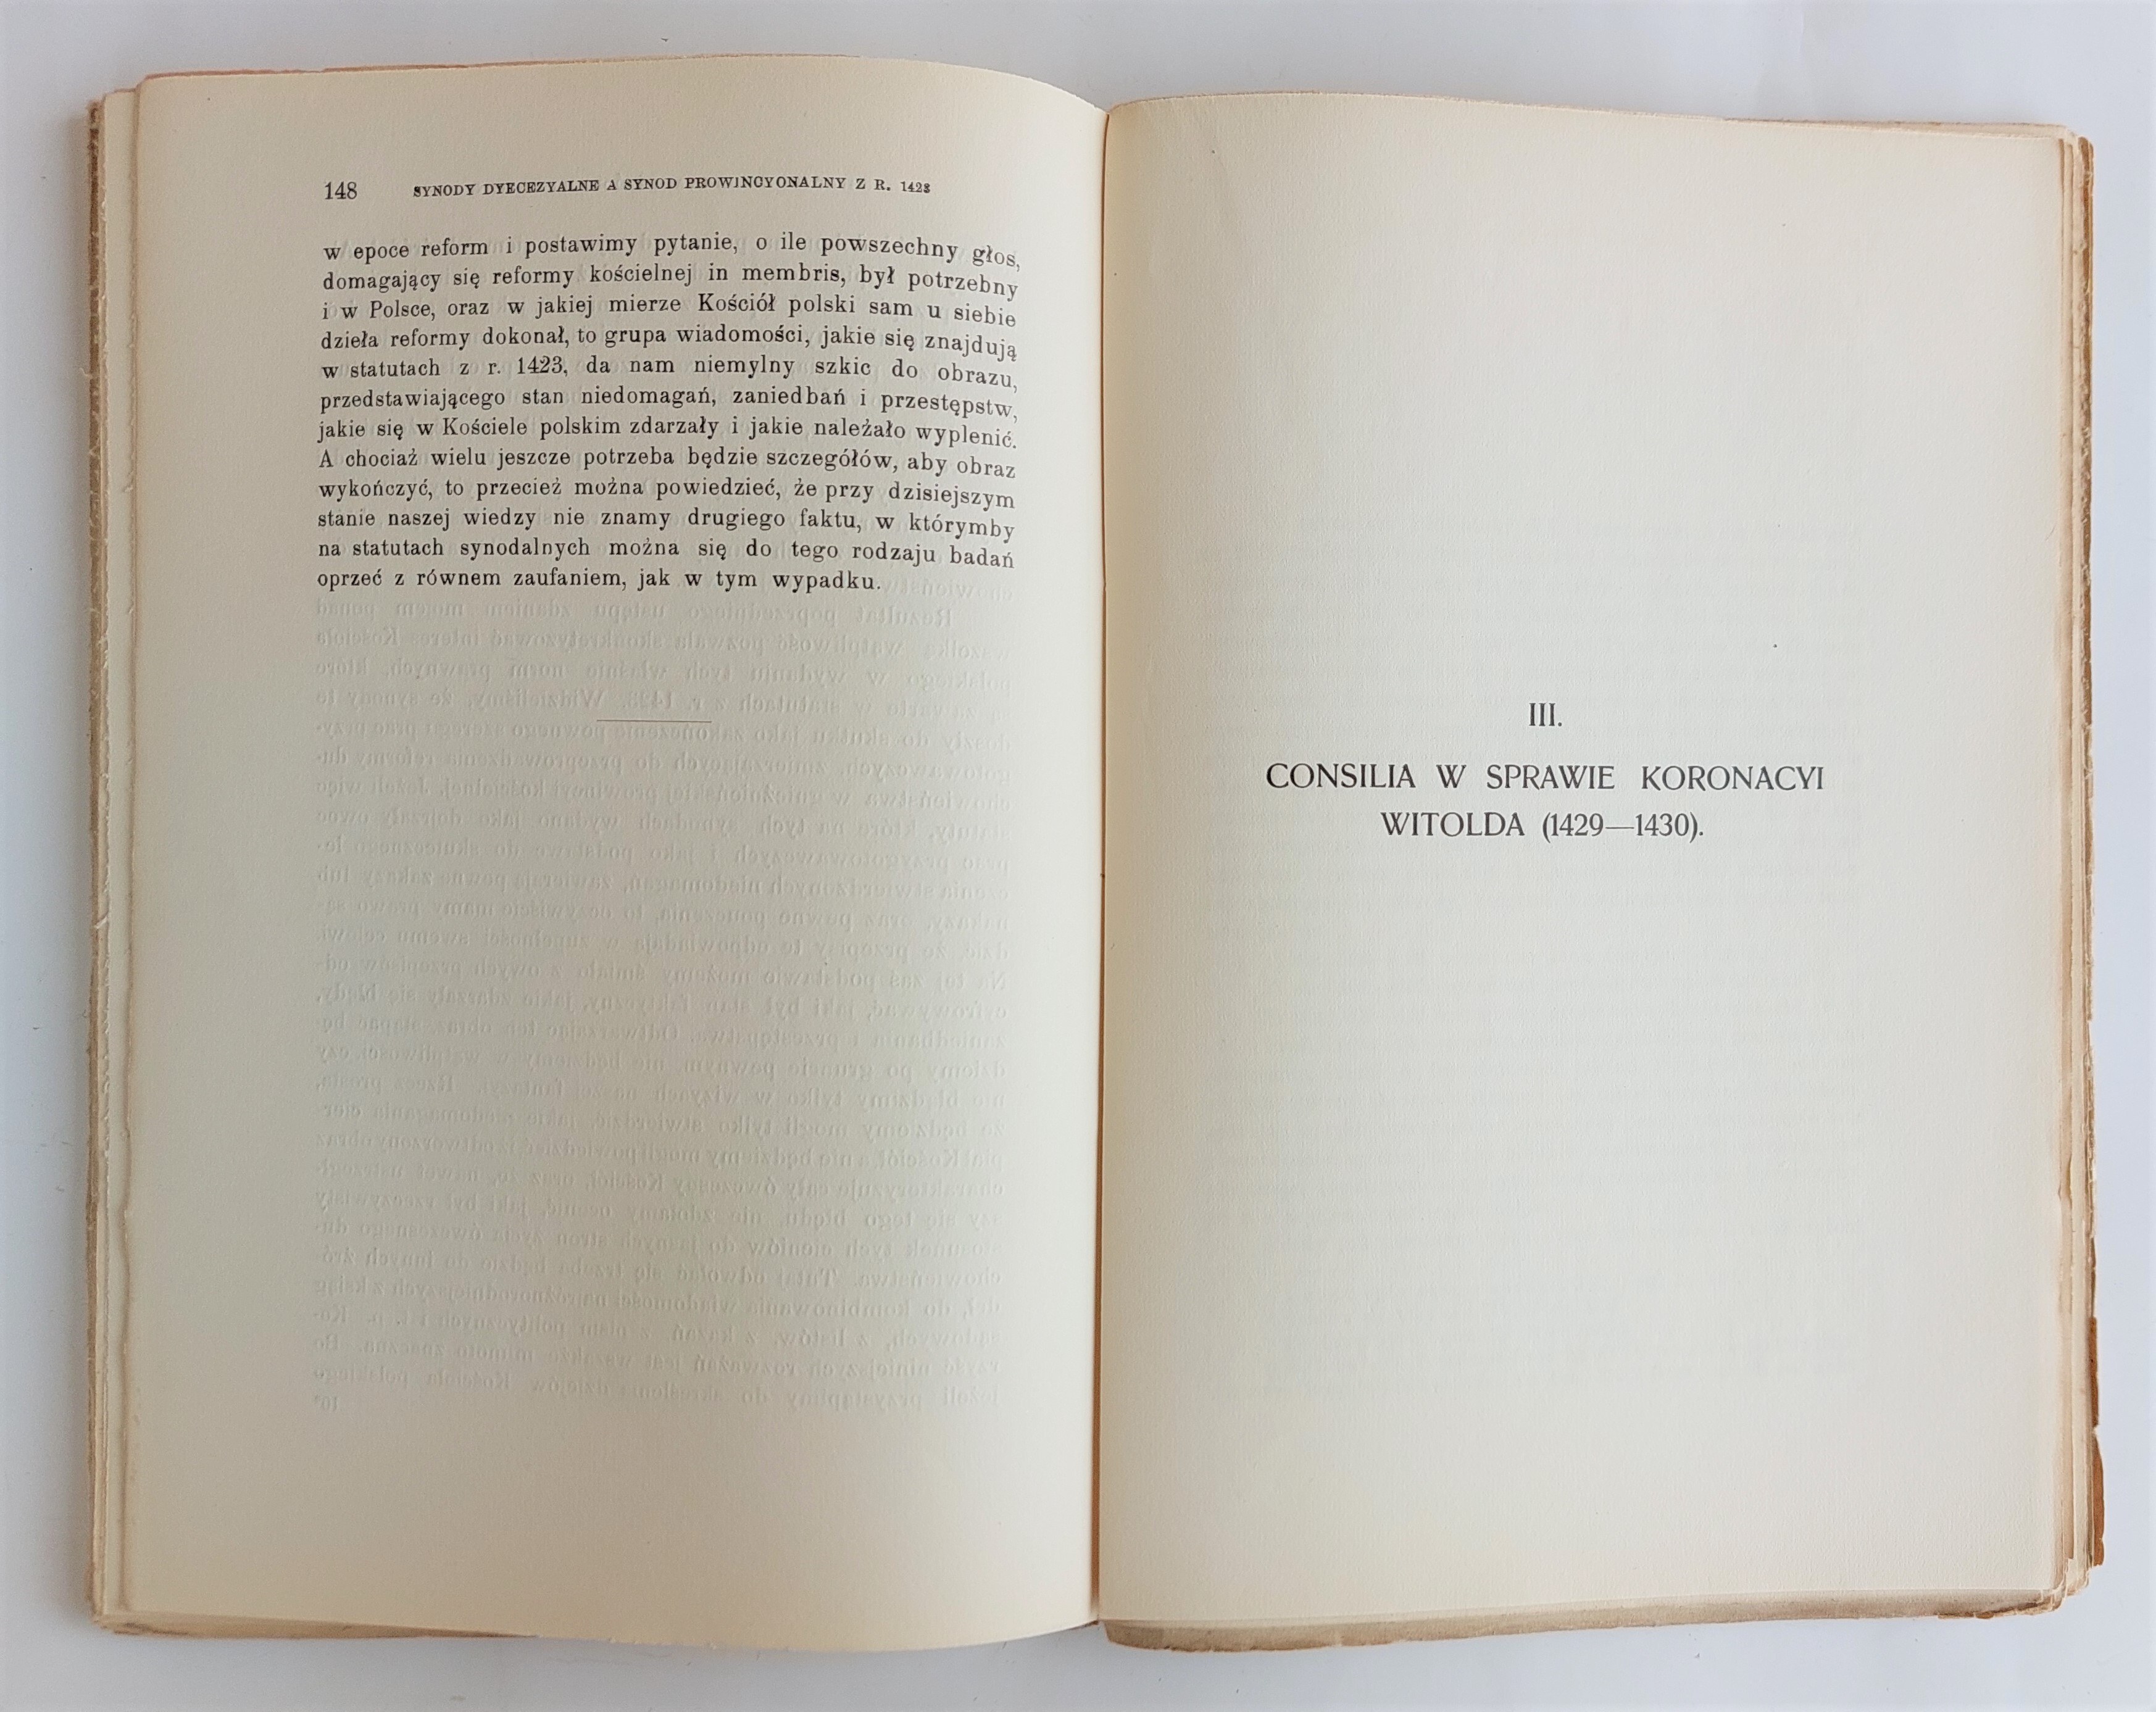 148 SYNODY DYECEZYALNE A SYNOD PROWINCYONALNY Z R. 1423
w epoce reform i postawimy pytanie, o ile powszechny głos,
domagający się reformy kościelnej in membris, był potrzebny
i w Polsce, oraz w jakiej mierze Kościół polski sam u siebie
dzieła reformy dokonał, to grupa wiadomości, jakie się znajdują
w statutach z r. 1423, da nam niemylny szkic do obrazu,
przedstawiającego stan niedomagań, zaniedbań i przestępstw,
jakie się w Kościele polskim zdarzały i jakie należało wyplenić.
A chociaż wielu jeszcze potrzeba będzie szczegółów, aby obraz
wykończyć, to przecież można powiedzieć, że przy dzisiejszym
stanie naszej wiedzy nie znamy drugiego faktu, w którymby
na statutach synodalnych można się do tego rodzaju badań
oprzeć z równem zaufaniem, jak w tym wypadku.
III.
CONSILIA W SPRAWIE KORONACYI
WITOLDA (1429—1430).